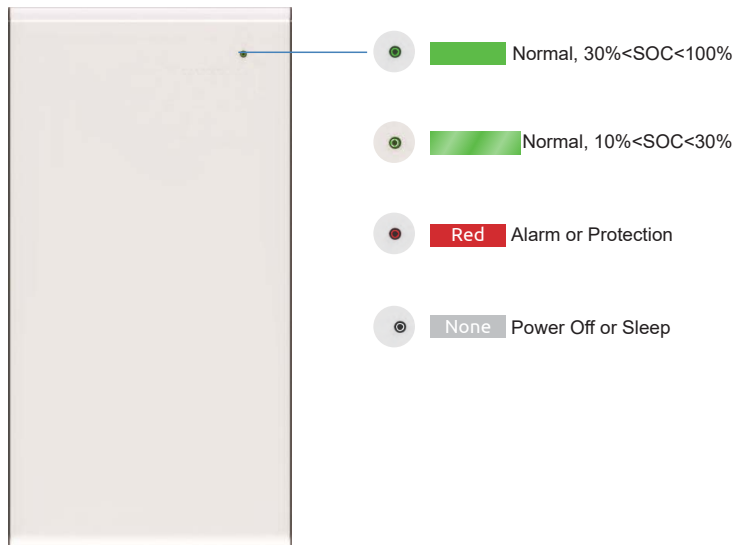 Normal, 30%<SOC<100%
Normal, 10%<SOC<30%
Red Alarm or Protection
None Power Off or Sleep